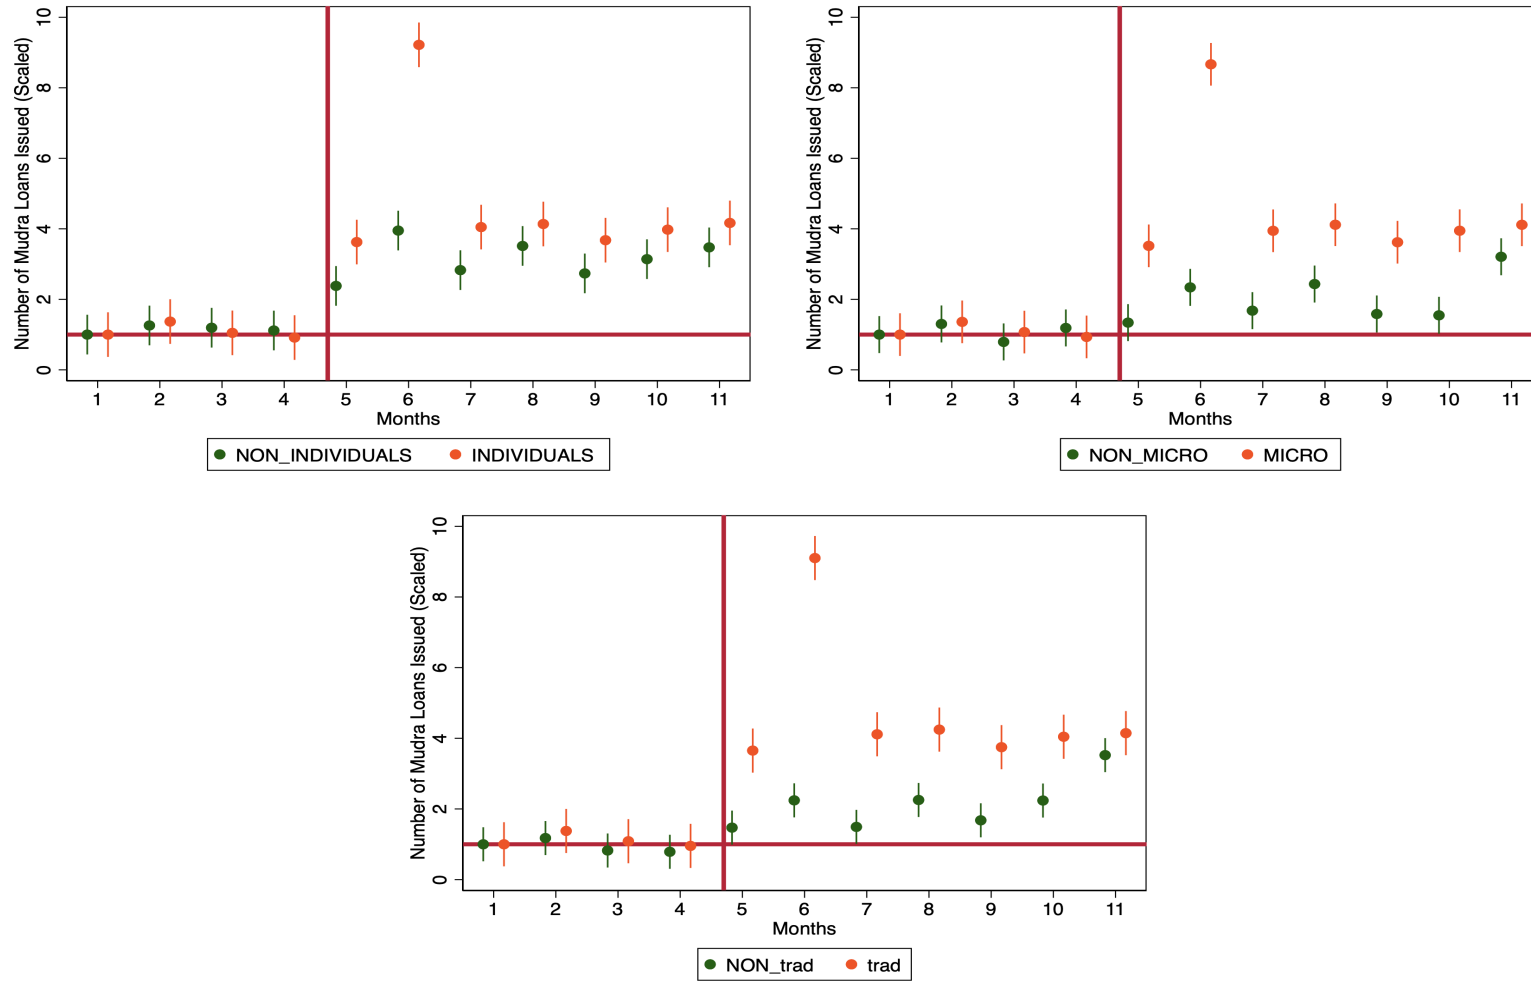 Number of Mudra Loans Issued (Scaled)
10
8
6
4
2
0
1 2 3 4 5 6 7 8 9 10 11
Months
NON_INDIVIDUALS INDIVIDUALS
Number of Mudra Loans Issued (Scaled)
10
8
6
4
2
0
1 2 3 4 5 6 7 8 9 10 11
Months
NON_MICRO MICRO
Number of Mudra Loans Issued (Scaled)
10
8
6
4
2
0
1 2 3 4 5 6 7 8 9 10 11
Months
NON_trad trad